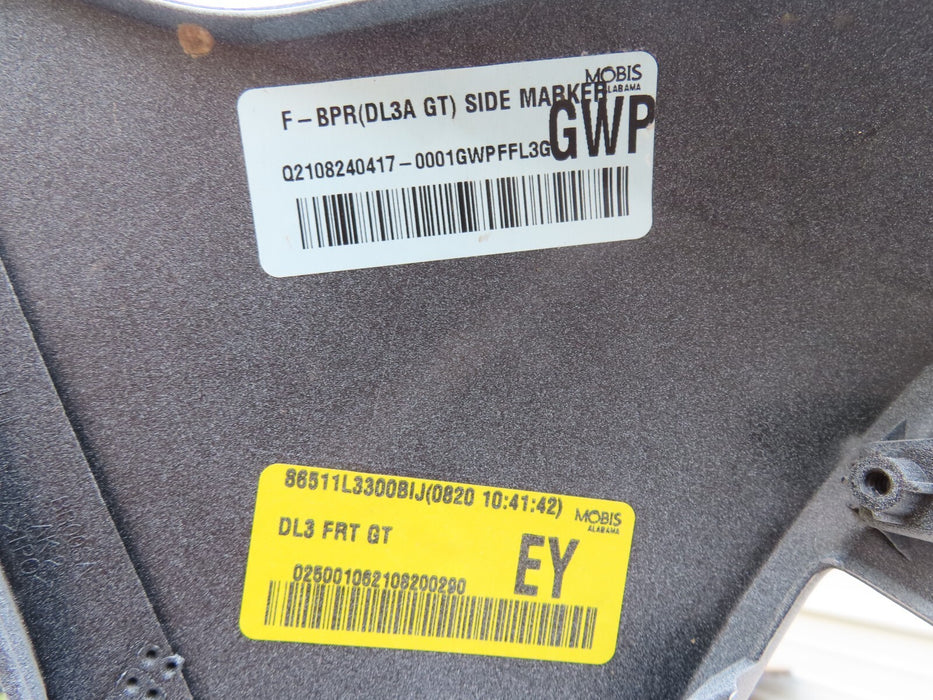 MOBIS
ALABAMA
F-BPR(DL3A GT) SIDE MARKER
GWP
Q2108240417-0001GWPFFL3G
86511L3300BIJ(0820 10:41:42)
MOBIS
ALABAMA
DL3 FRT GT
EY
025001062108200290